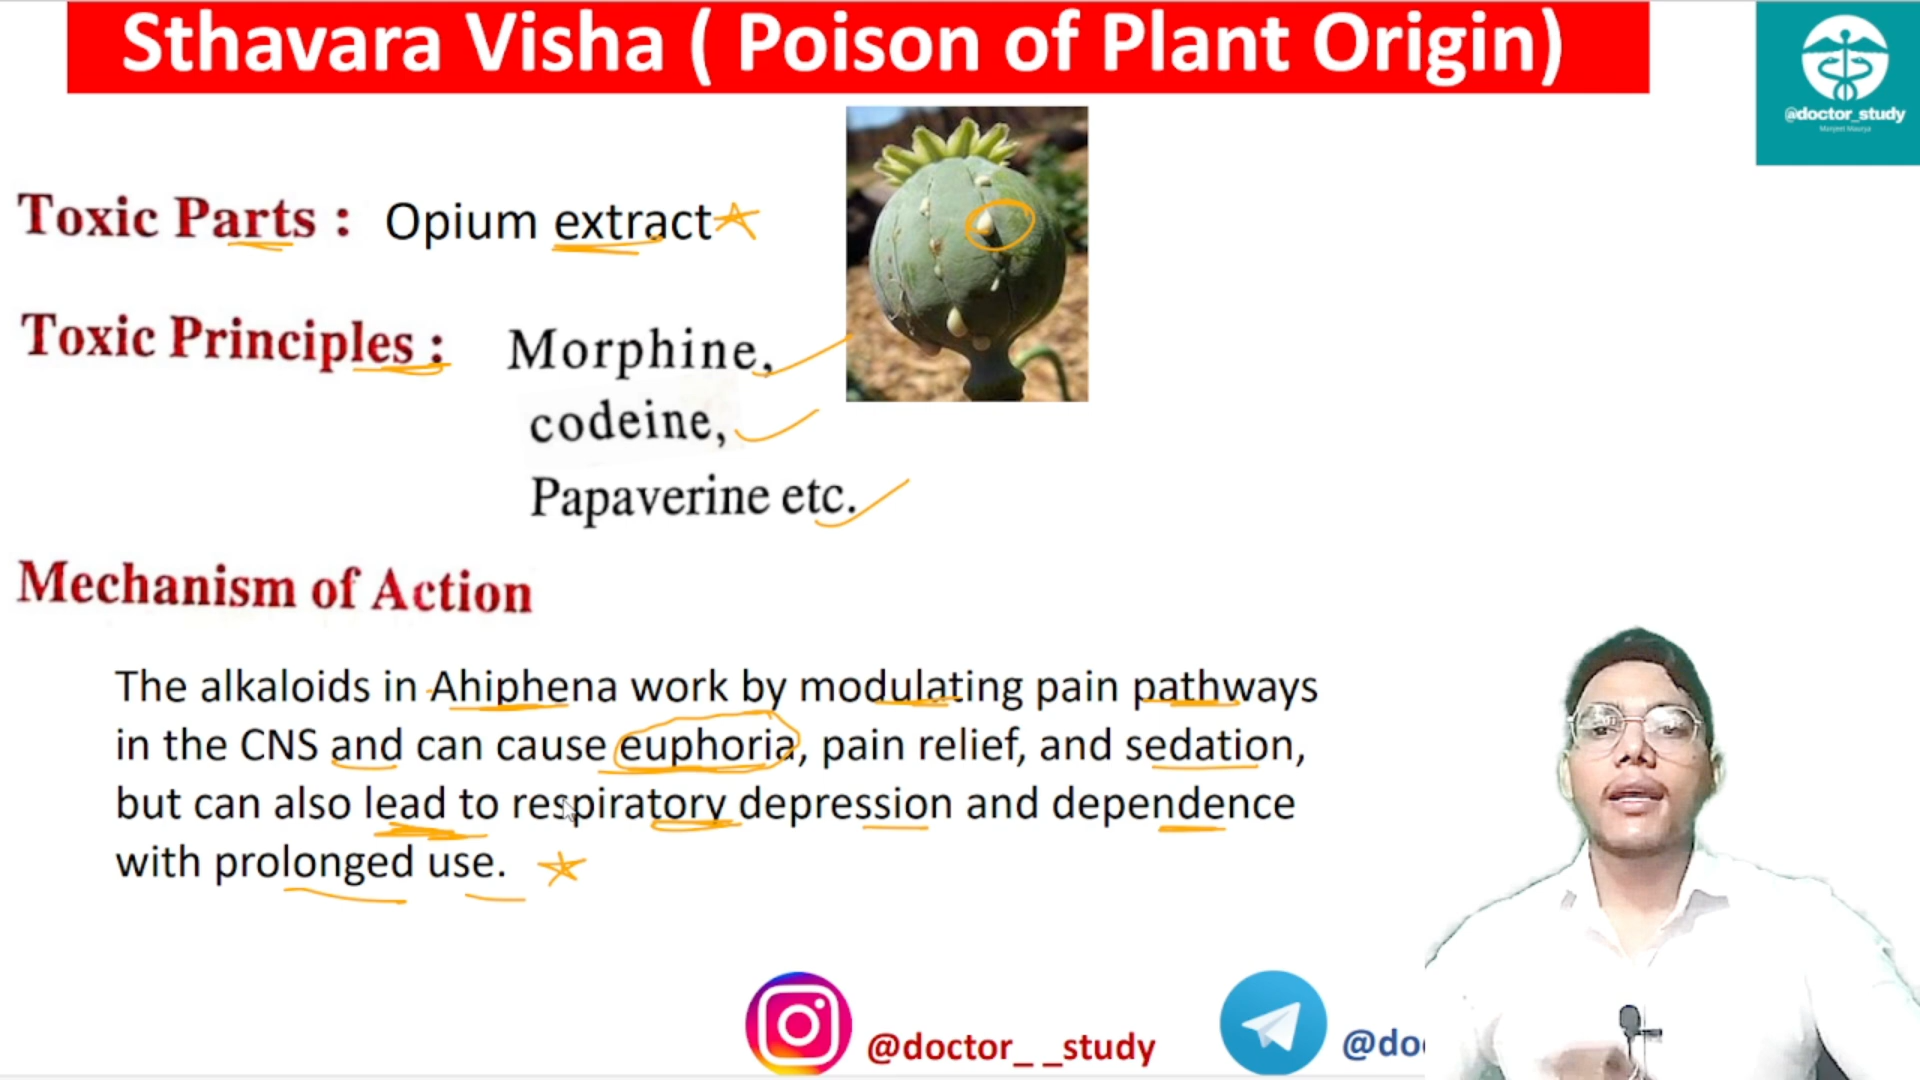 Sthavara Visha ( Poison of Plant Origin)
@doctor_study
Manjeet Maurya
Toxic Parts : Opium extract
Toxic Principles : Morphine,
codeine,
Papaverine etc.
Mechanism of Action
The alkaloids in Ahiphena work by modulating pain pathways
in the CNS and can cause euphoria, pain relief, and sedation,
but can also lead to respiratory depression and dependence
with prolonged use.
@doctor_ _study
@do